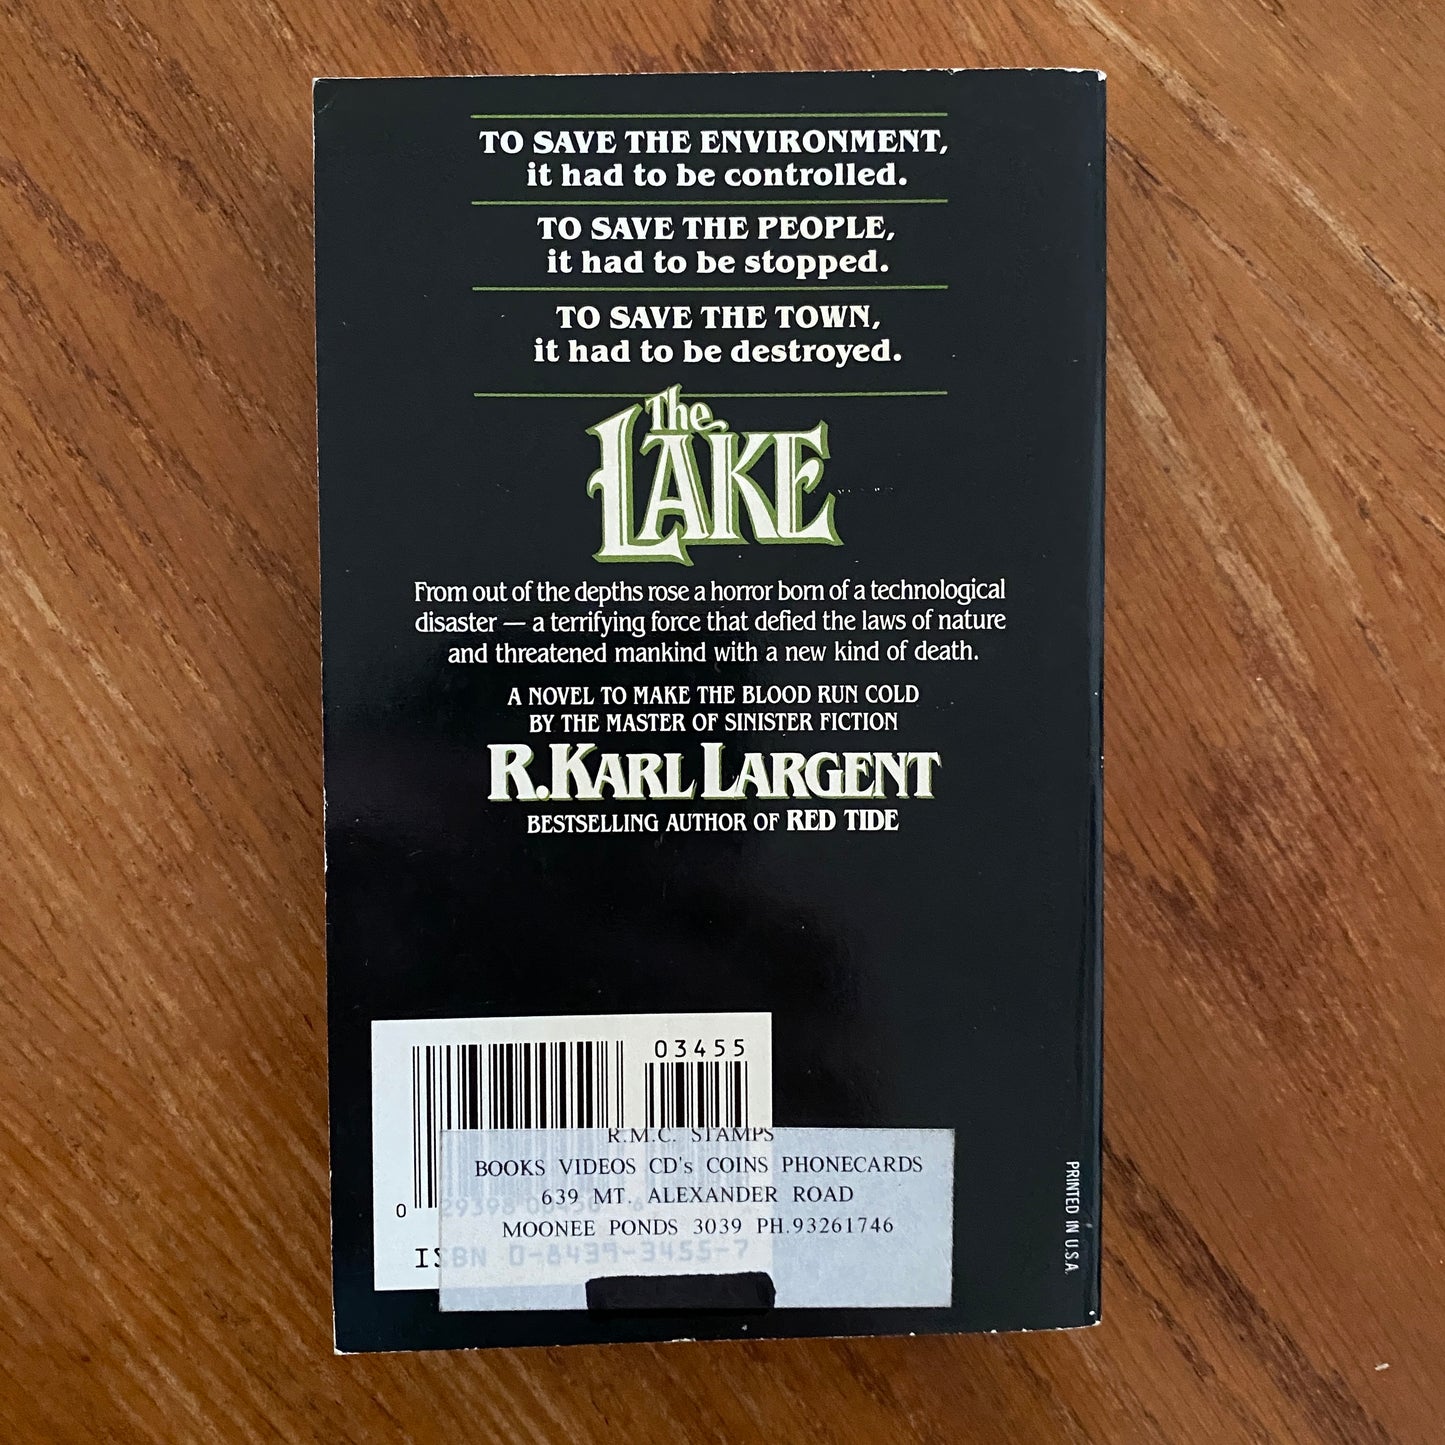 TO SAVE THE ENVIRONMENT,
it had to be controlled.
TO SAVE THE PEOPLE,
it had to be stopped.
TO SAVE THE TOWN,
it had to be destroyed.
The
LAKE
From out of the depths rose a horror born of a technological
disaster — a terrifying force that defied the laws of nature
and threatened mankind with a new kind of death.
A NOVEL TO MAKE THE BLOOD RUN COLD
BY THE MASTER OF SINISTER FICTION
R. KARL LARGENT
BESTSELLING AUTHOR OF RED TIDE
03455
R.M.C. STAMPS
BOOKS VIDEOS CD's COINS PHONECARDS
639 MT. ALEXANDER ROAD
MOONEE PONDS 3039 PH.93261746
0
ISBN 0-8439-3455-7
PRINTED IN U.S.A.